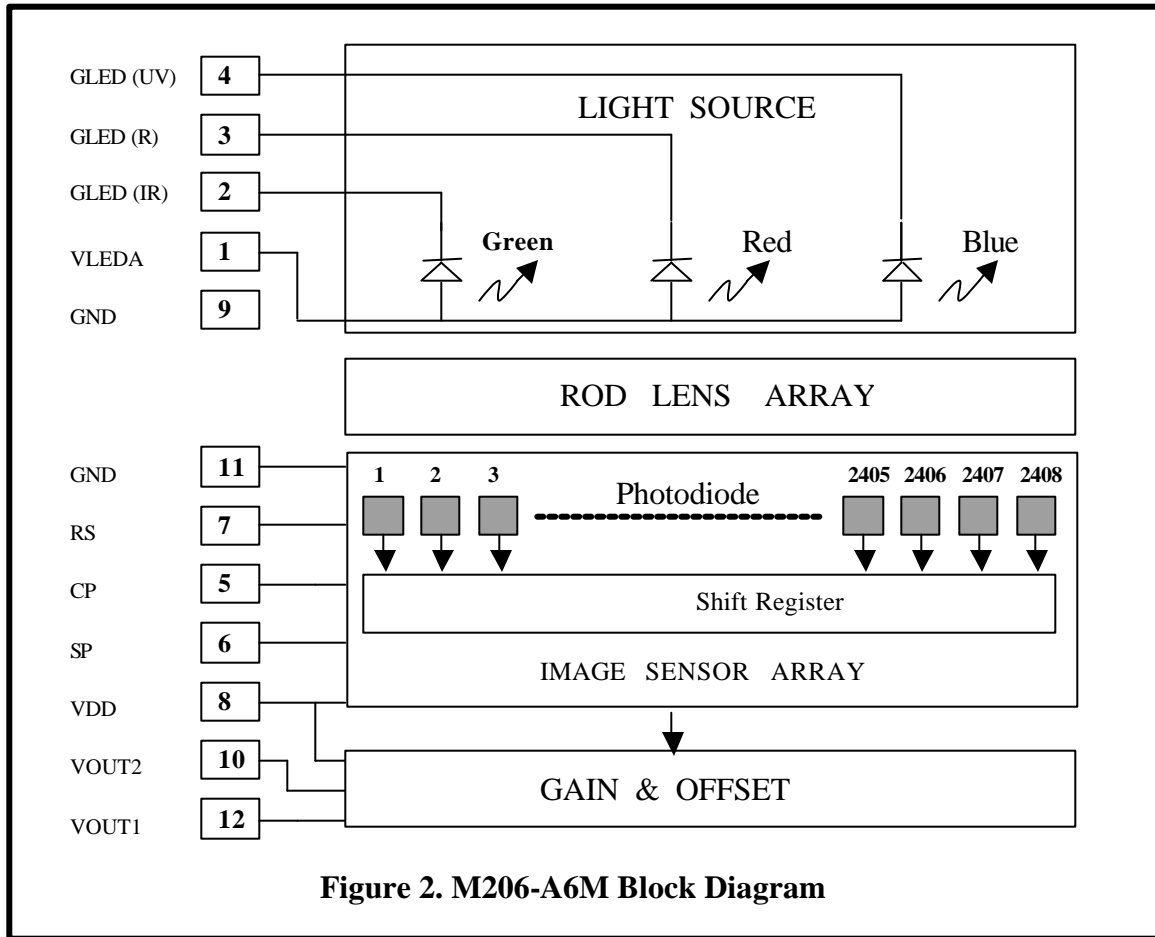 GLED (UV) 4
LIGHT SOURCE
GLED (R) 3
GLED (IR) 2
VLEDA 1
Green Red Blue
GND 9
ROD LENS ARRAY
GND 11
1 2 3 2405 2406 2407 2408
Photodiode
RS 7
CP 5
Shift Register
SP 6
IMAGE SENSOR ARRAY
VDD 8
VOUT2 10
GAIN & OFFSET
VOUT1 12
Figure 2. M206-A6M Block Diagram